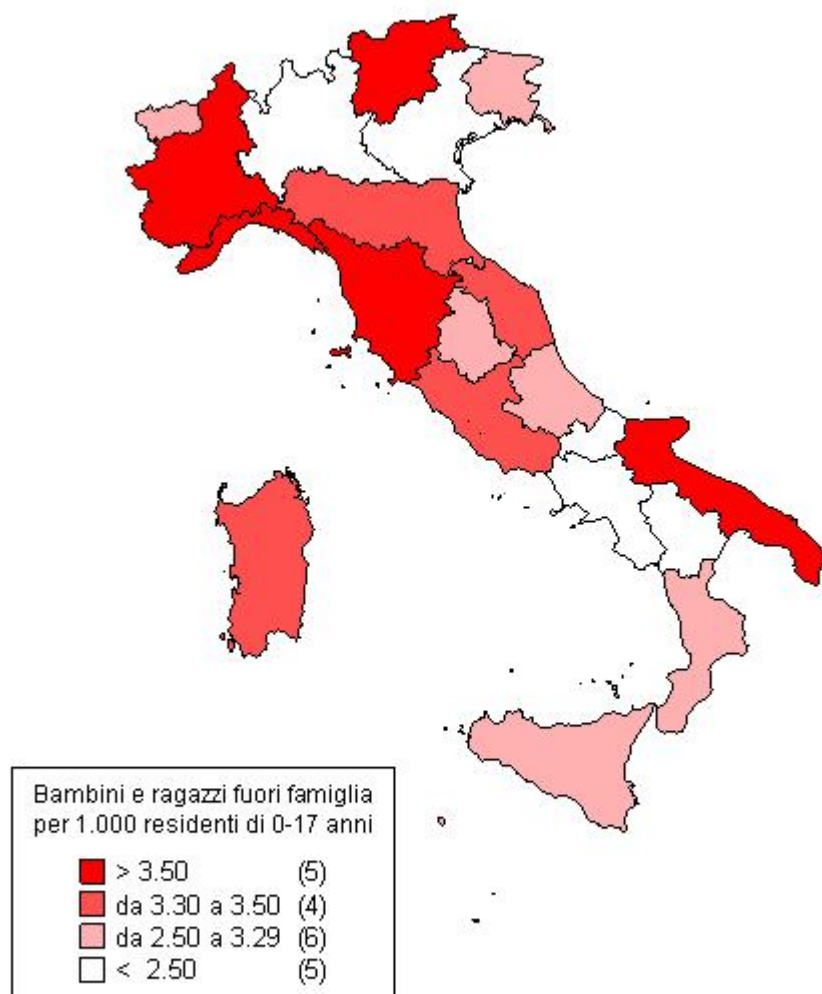 Bambini e ragazzi fuori famiglia
per 1.000 residenti di 0-17 anni
> 3.50 (5)
da 3.30 a 3.50 (4)
da 2.50 a 3.29 (6)
< 2.50 (5)